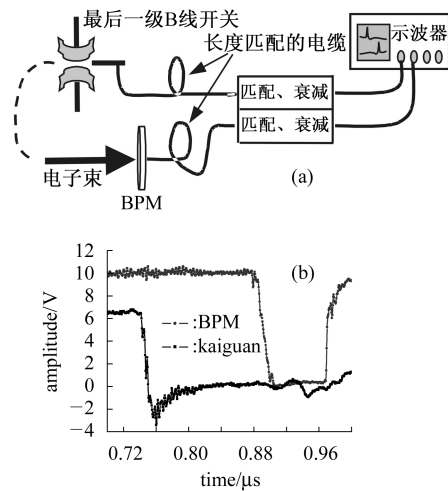 最后一级B线开关
长度匹配的电缆
示波器
匹配、衰减
匹配、衰减
电子束
BPM
(a)
(b)
amplitude/V
12
10
8
6
4
2
0
−2
−4
:BPM
:kaiguan
0.72 0.80 0.88 0.96
time/μs